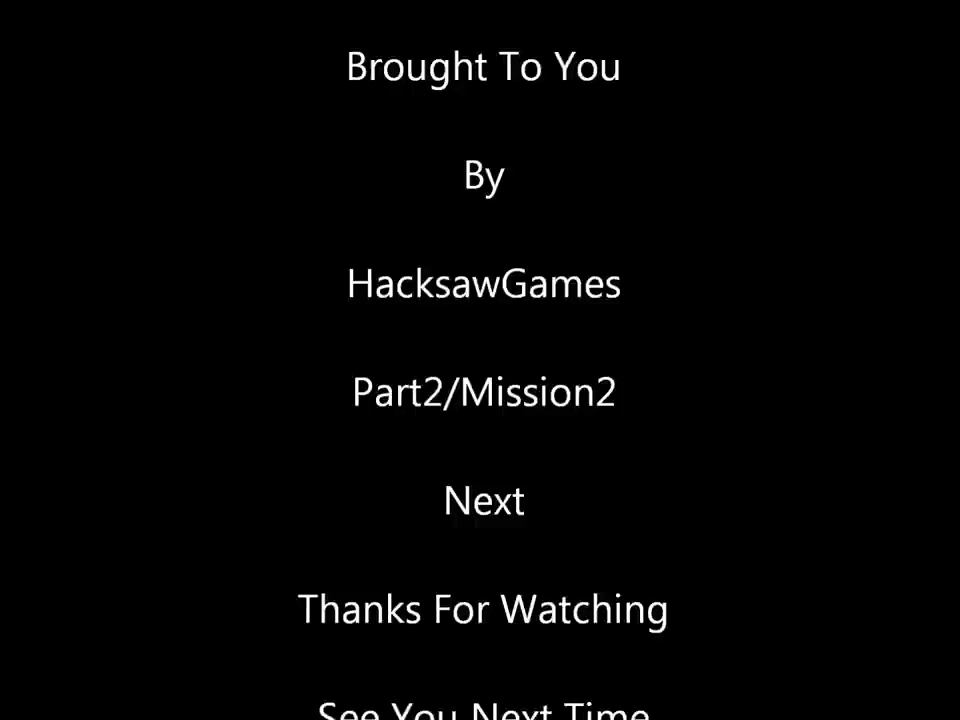 Brought To You
By
HacksawGames
Part2/Mission2
Next
Thanks For Watching
See You Next Time